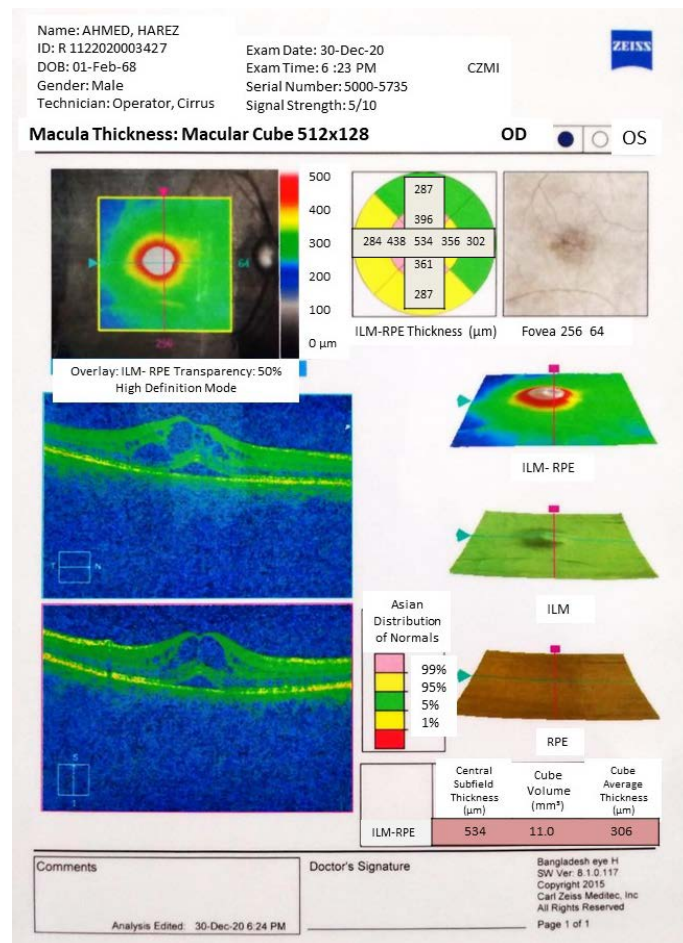 Name: AHMED, HAREZ
ID: R 1122020003427
DOB: 01-Feb-68
Gender: Male
Technician: Operator, Cirrus
Exam Date: 30-Dec-20
Exam Time: 6 :23 PM
Serial Number: 5000-5735
Signal Strength: 5/10
CZMI
ZEISS
Macula Thickness: Macular Cube 512x128
OD
OS
64
256
500
400
300
200
100
0 µm
287
396
284 438 534 356 302
361
287
ILM-RPE Thickness (µm)
Fovea 256 64
Overlay: ILM- RPE Transparency: 50%
High Definition Mode
ILM- RPE
T
N
ILM
Asian
Distribution
of Normals
99%
95%
5%
1%
RPE
S
I
Central
Subfield
Thickness
(µm)
Cube
Volume
(mm³)
Cube
Average
Thickness
(µm)
ILM-RPE
534
11.0
306
Comments
Analysis Edited: 30-Dec-20 6:24 PM
Doctor's Signature
Bangladesh eye H
SW Ver: 8.1.0.117
Copyright 2015
Carl Zeiss Meditec, Inc
All Rights Reserved
Page 1 of 1